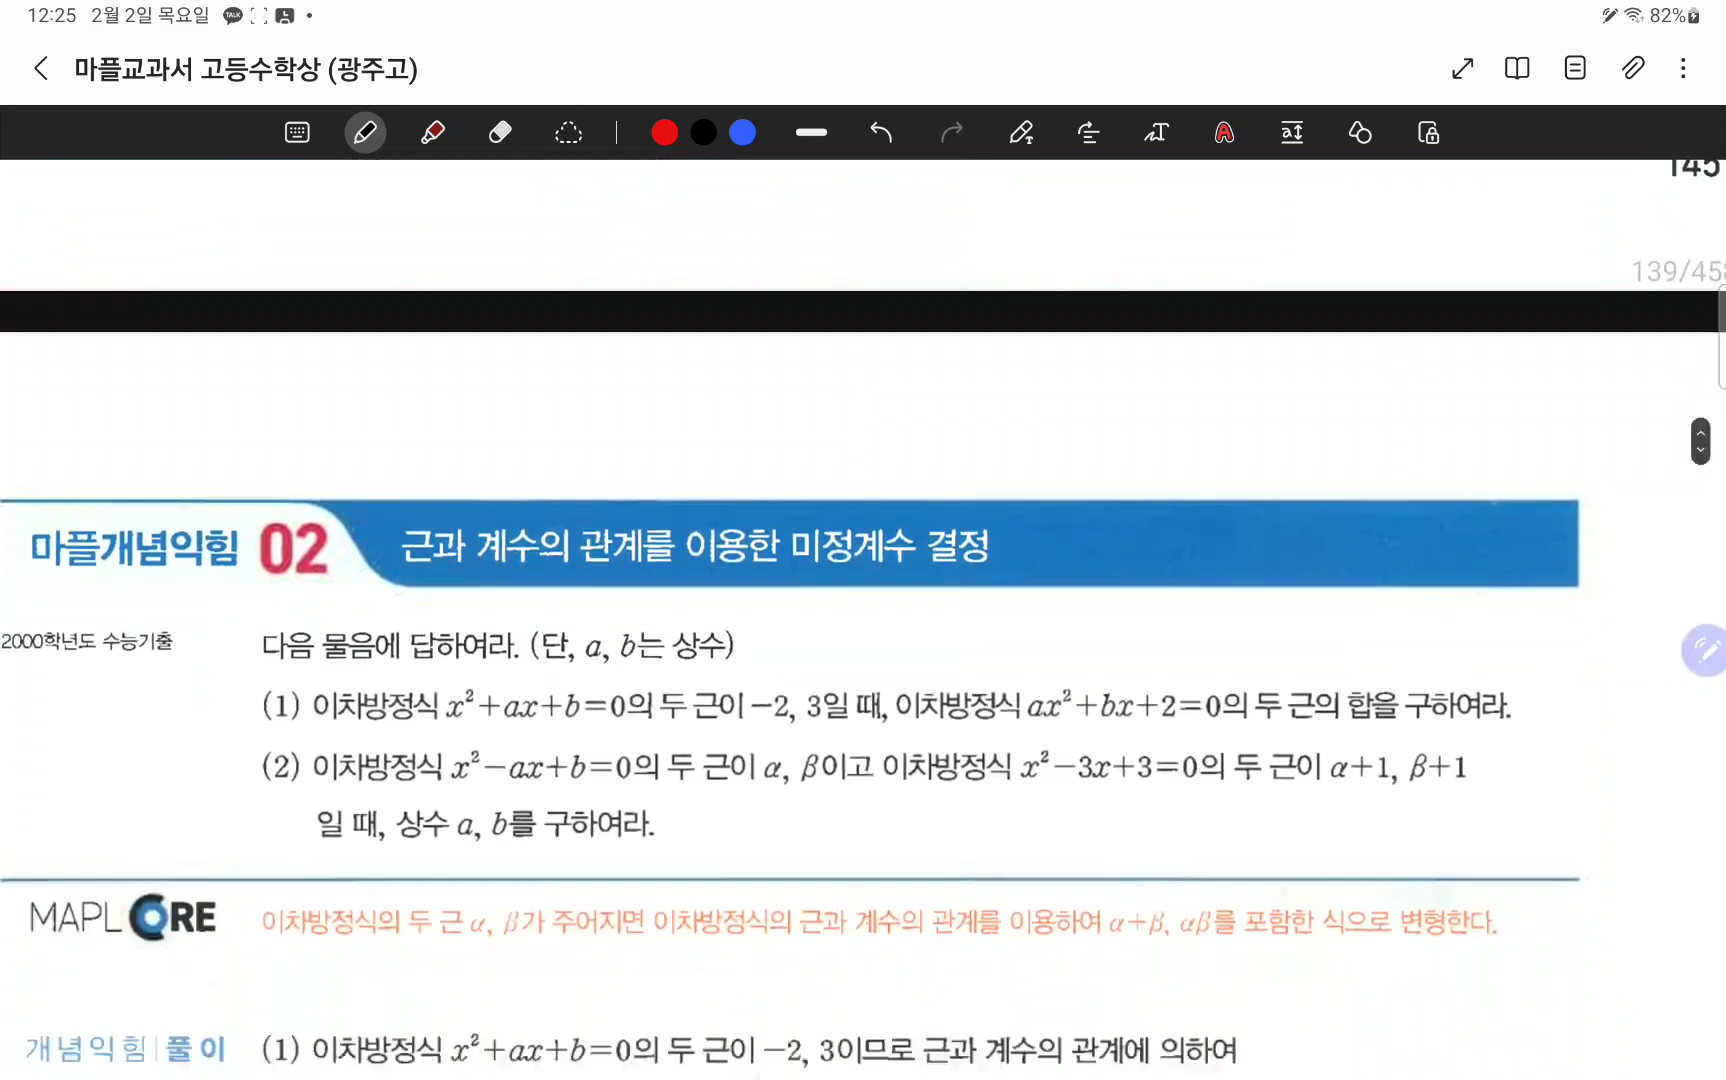 12:25 2월 2일 목요일 TALK 82%
마플교과서 고등수학상 (광주고)
145
139/458
마플개념익힘 02 근과 계수의 관계를 이용한 미정계수 결정
2000학년도 수능기출 다음 물음에 답하여라. (단, a, b는 상수)
(1) 이차방정식 x²+ax+b=0의 두 근이 −2, 3일 때, 이차방정식 ax²+bx+2=0의 두 근의 합을 구하여라.
(2) 이차방정식 x²−ax+b=0의 두 근이 α, β이고 이차방정식 x²−3x+3=0의 두 근이 α+1, β+1
일 때, 상수 a, b를 구하여라.
MAPL CORE 이차방정식의 두 근 α, β가 주어지면 이차방정식의 근과 계수의 관계를 이용하여 α+β, αβ를 포함한 식으로 변형한다.
개념익힘 | 풀이 (1) 이차방정식 x²+ax+b=0의 두 근이 −2, 3이므로 근과 계수의 관계에 의하여